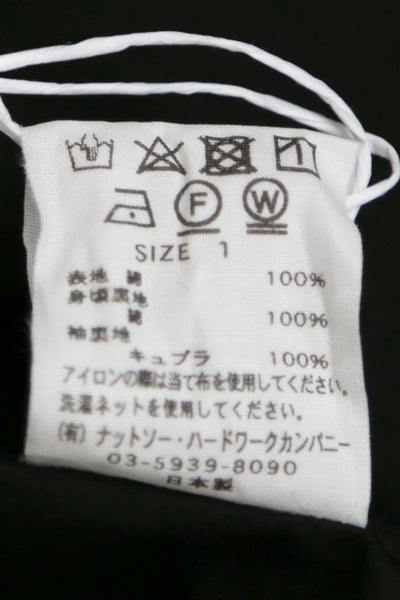 F W
SIZE 1
表地 綿 100%
身頃裏地
綿 100%
袖裏地
キュプラ 100%
アイロンの際は当て布を使用してください。
洗濯ネットを使用してください。
(有) ナットソー・ハードワークカンパニー
03-5939-8090
日本製